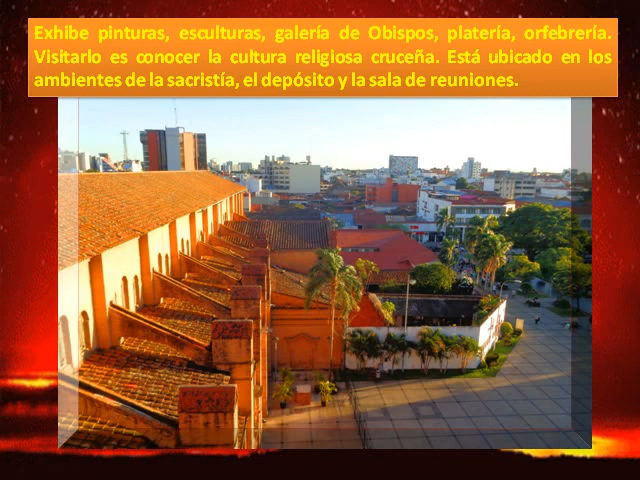 Exhibe pinturas, esculturas, galería de Obispos, platería, orfebrería.
Visitarlo es conocer la cultura religiosa cruceña. Está ubicado en los
ambientes de la sacristía, el depósito y la sala de reuniones.